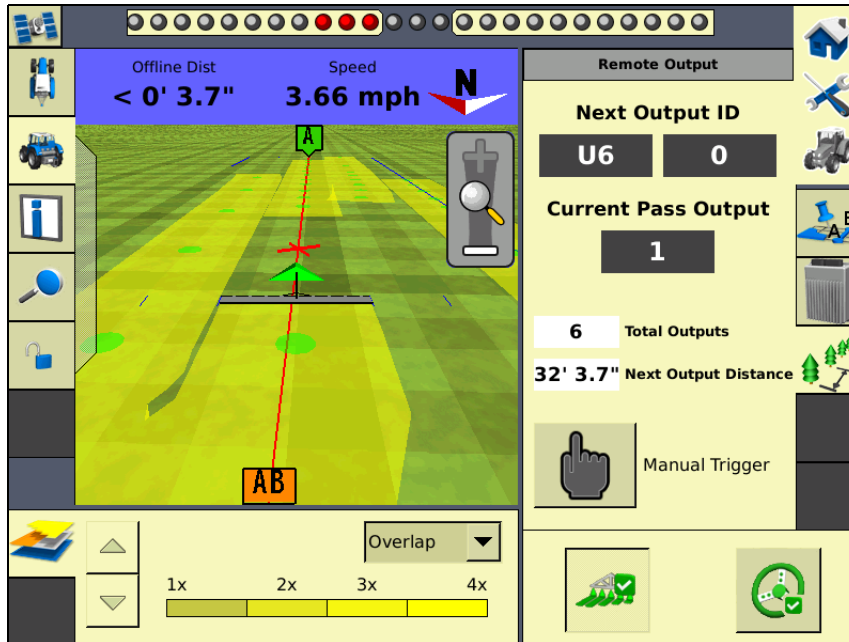 Offline Dist
Speed
< 0' 3.7"
3.66 mph
N
A
AB
Remote Output
Next Output ID
U6
0
Current Pass Output
1
6
Total Outputs
32' 3.7"
Next Output Distance
Manual Trigger
A
Overlap
1x
2x
3x
4x